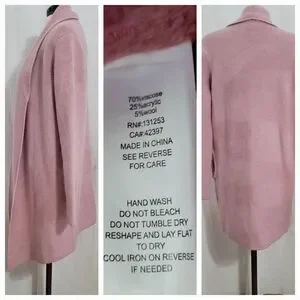 70%viscose
25%acrylic
5%wool
RN#:131253
CA#:42397
MADE IN CHINA
SEE REVERSE
FOR CARE
HAND WASH
DO NOT BLEACH
DO NOT TUMBLE DRY
RESHAPE AND LAY FLAT
TO DRY
COOL IRON ON REVERSE
IF NEEDED